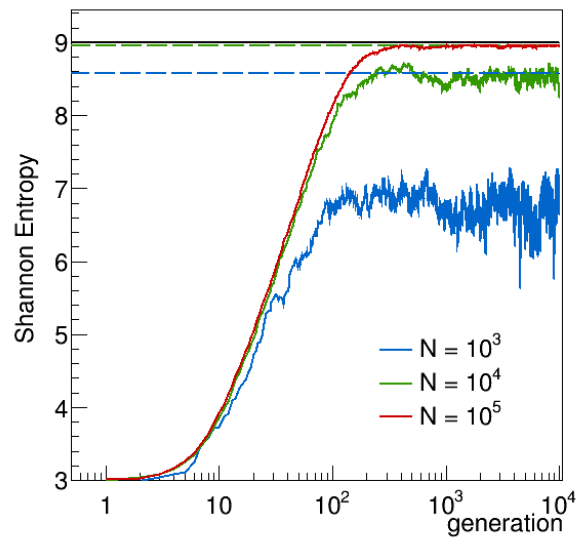 9
8
7
6
5
4
3
Shannon Entropy
N = 10³
N = 10⁴
N = 10⁵
1 10 10² 10³ 10⁴
generation